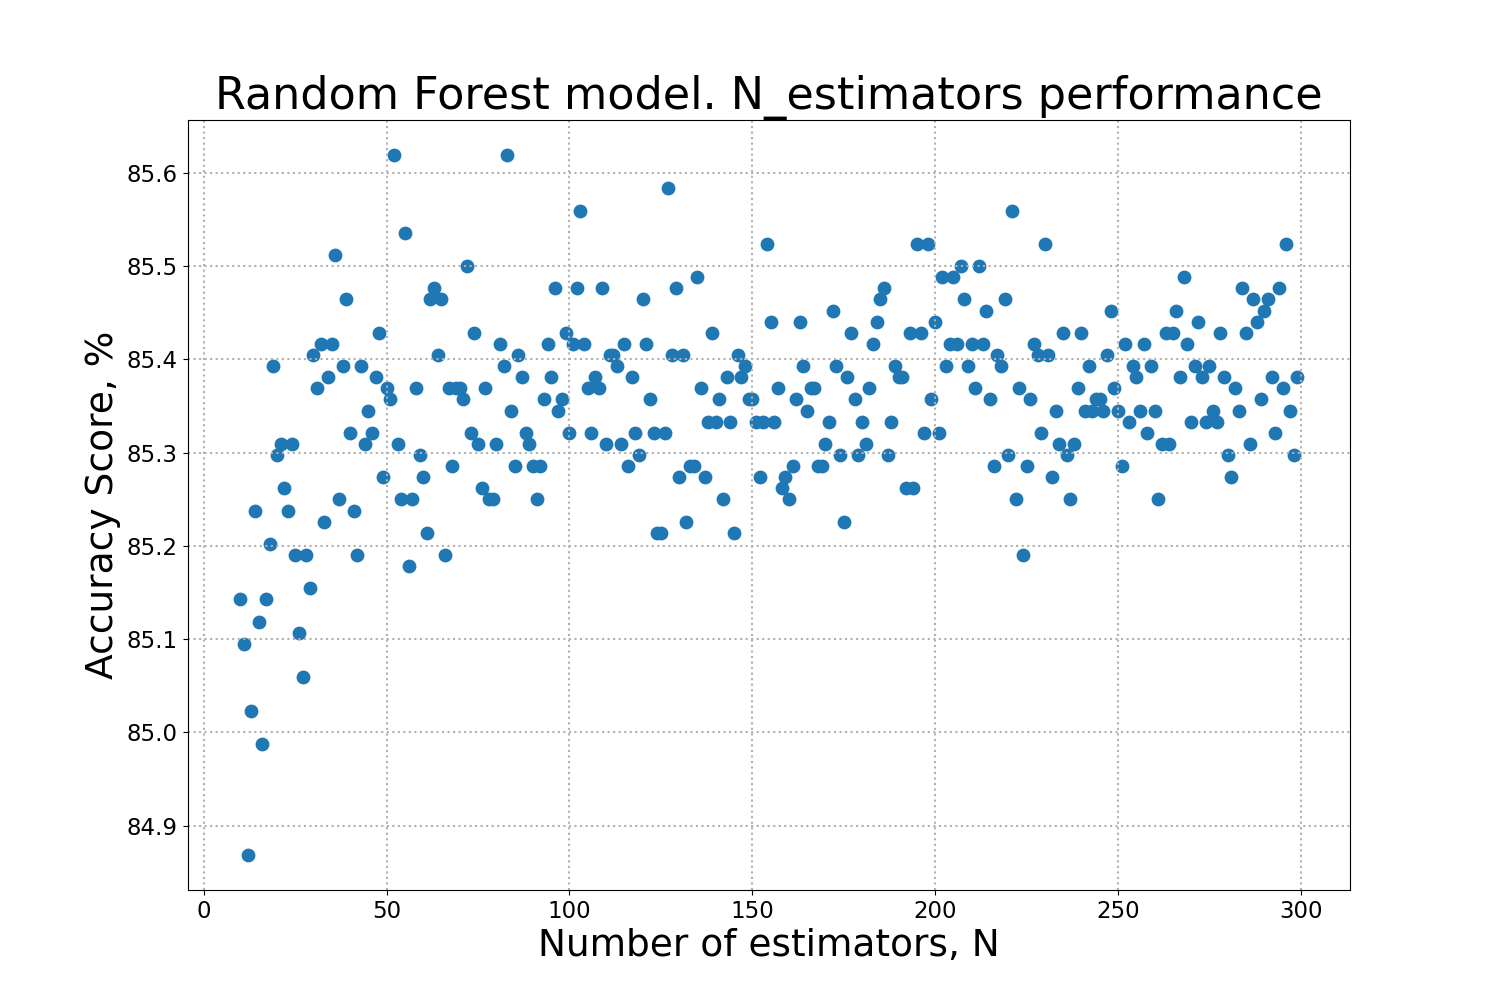 Random Forest model. N_estimators performance
Accuracy Score, %
85.6
85.5
85.4
85.3
85.2
85.1
85.0
84.9
0 50 100 150 200 250 300
Number of estimators, N